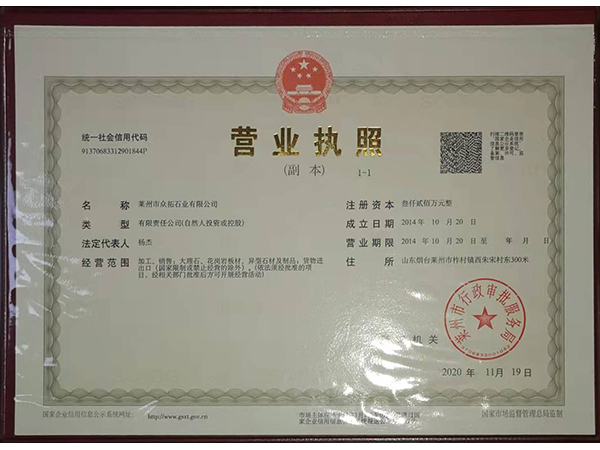 统一社会信用代码
91370683312901844P
营业执照
(副本) 1-1
名称 莱州市众拓石业有限公司
类型 有限责任公司(自然人投资或控股)
法定代表人 杨杰
经营范围 加工、销售:大理石、花岗岩板材、异型石材及制品;货物进
出口(国家限制或禁止经营的除外)。(依法须经批准的项
目,经相关部门批准后方可开展经营活动)
注册资本 叁仟贰佰万元整
成立日期 2014年10月20日
营业期限 2014年10月20日至 年 月 日
住所 山东烟台莱州市柞村镇西朱宋村东300米
机关
莱州市行政审批服务局
2020年11月19日
国家企业信用信息公示系统网址: http://www.gsxt.gov.cn
国家市场监督管理总局监制